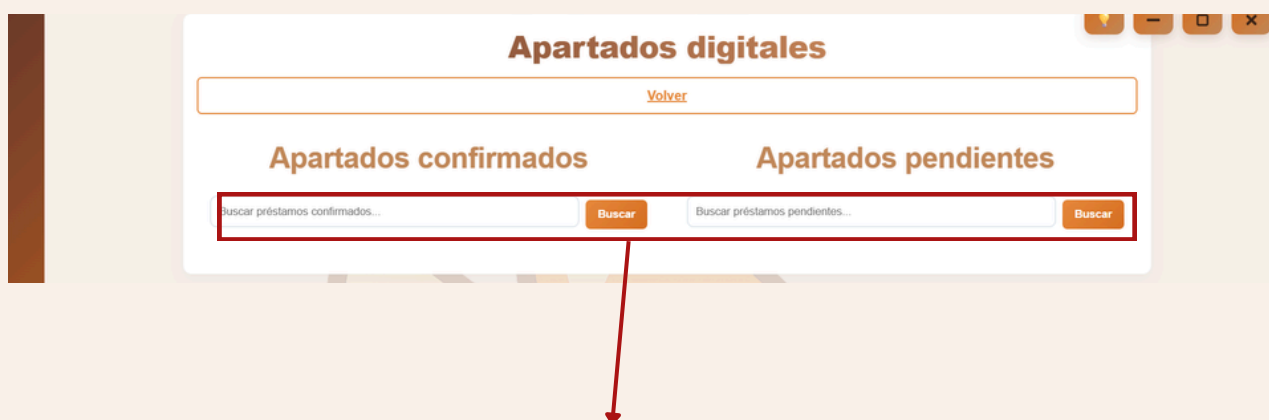 Apartados digitales
Volver
Apartados confirmados
Apartados pendientes
Buscar préstamos confirmados...
Buscar
Buscar préstamos pendientes...
Buscar